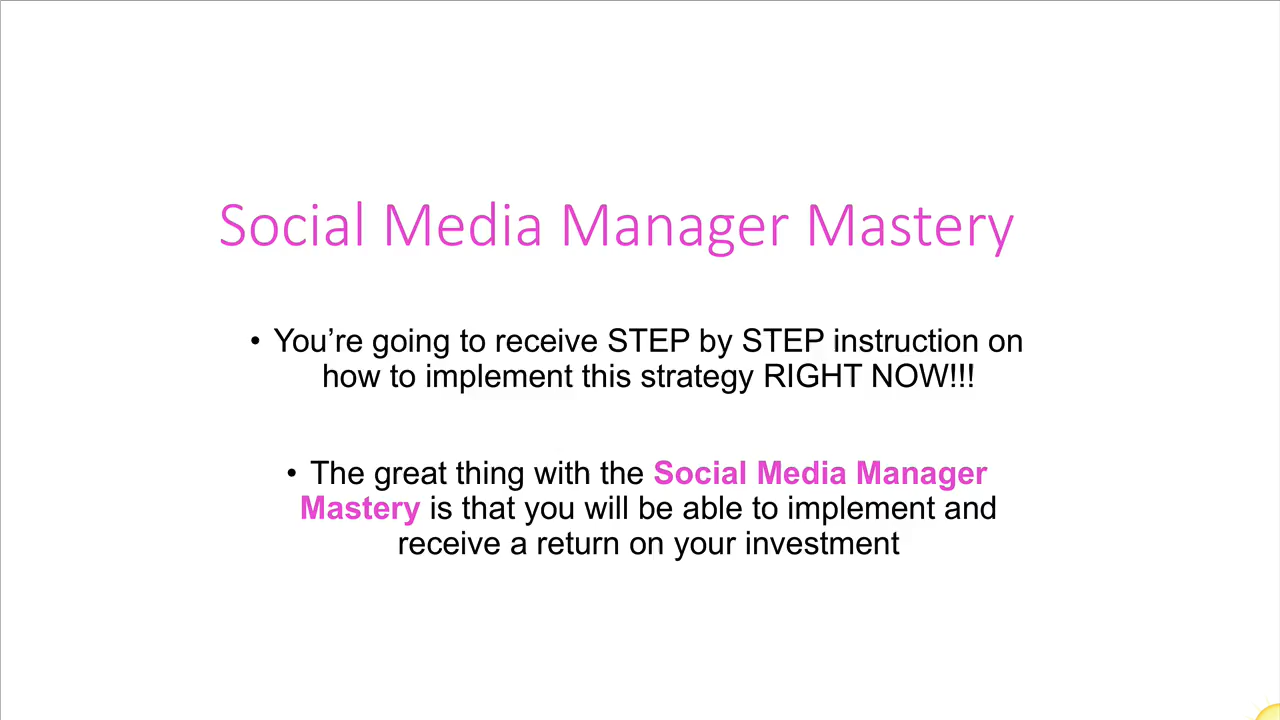 Social Media Manager Mastery
• You’re going to receive STEP by STEP instruction on
how to implement this strategy RIGHT NOW!!!
• The great thing with the Social Media Manager
Mastery is that you will be able to implement and
receive a return on your investment